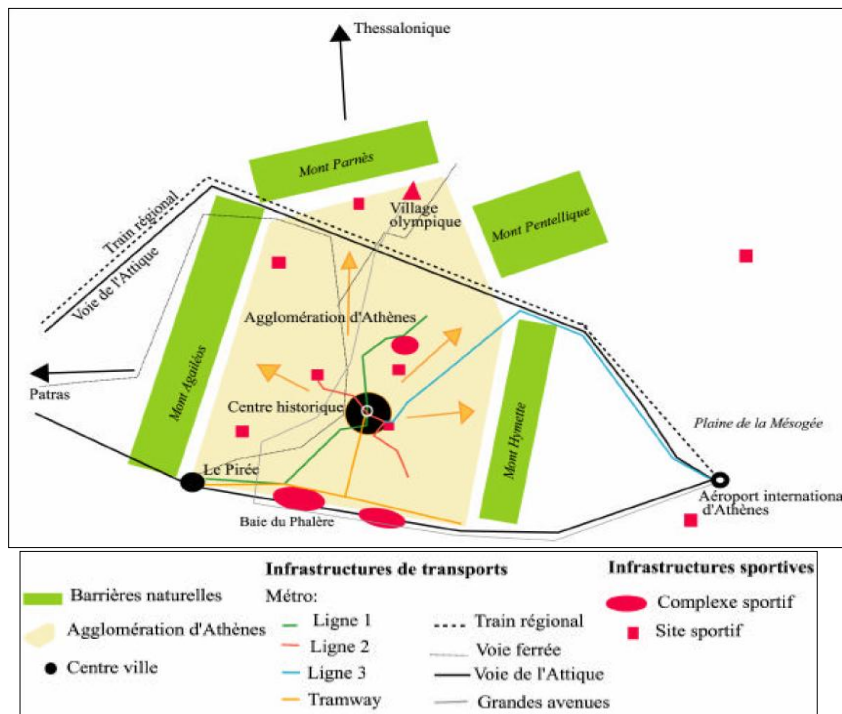 Thessalonique
Mont Parnès
Village
olympique
Mont Pentellique
Train régional
Voie de l'Attique
Agglomération d'Athènes
Mont Agailéos
Patras
Centre historique
Mont Hymette
Plaine de la Mésogée
Le Pirée
Baie du Phalère
Aéroport international
d'Athènes
Infrastructures de transports
Infrastructures sportives
Barrières naturelles
Métro:
Complexe sportif
Agglomération d'Athènes
Ligne 1
Train régional
Site sportif
Ligne 2
Voie ferrée
Centre ville
Ligne 3
Voie de l'Attique
Tramway
Grandes avenues